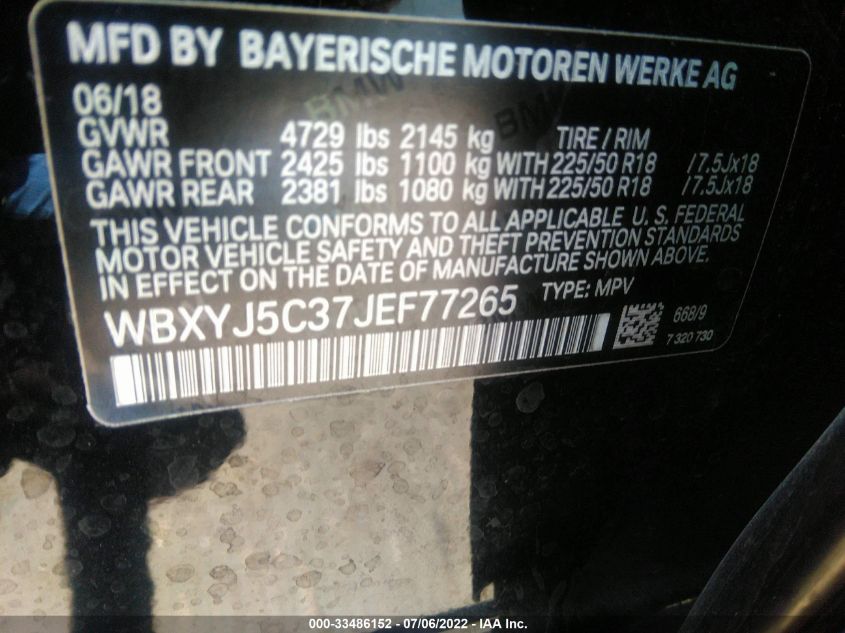 MFD BY BAYERISCHE MOTOREN WERKE AG
06/18
GVWR 4729 lbs 2145 kg TIRE / RIM
GAWR FRONT 2425 lbs 1100 kg WITH 225/50 R18 / 7.5Jx18
GAWR REAR 2381 lbs 1080 kg WITH 225/50 R18 / 7.5Jx18
THIS VEHICLE CONFORMS TO ALL APPLICABLE U. S. FEDERAL
MOTOR VEHICLE SAFETY AND THEFT PREVENTION STANDARDS
IN EFFECT ON THE DATE OF MANUFACTURE SHOWN ABOVE.
WBXYJ5C37JEF77265 TYPE: MPV
668/9
7 320 730
BMW
BMW
000-33486152 - 07/06/2022 - IAA Inc.